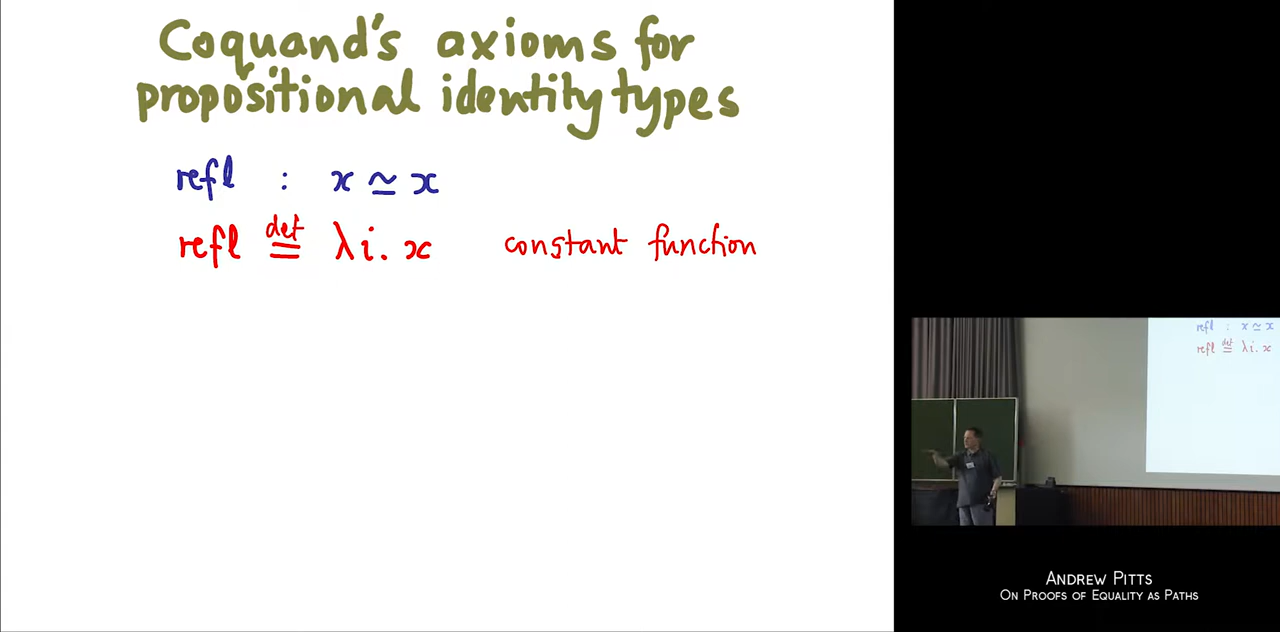 Coquand's axioms for
propositional identity types
refl : x ≃ x
refl ≝ λi. x constant function
refl : x ≃ x
refl ≝ λi. x
ANDREW PITTS
ON PROOFS OF EQUALITY AS PATHS